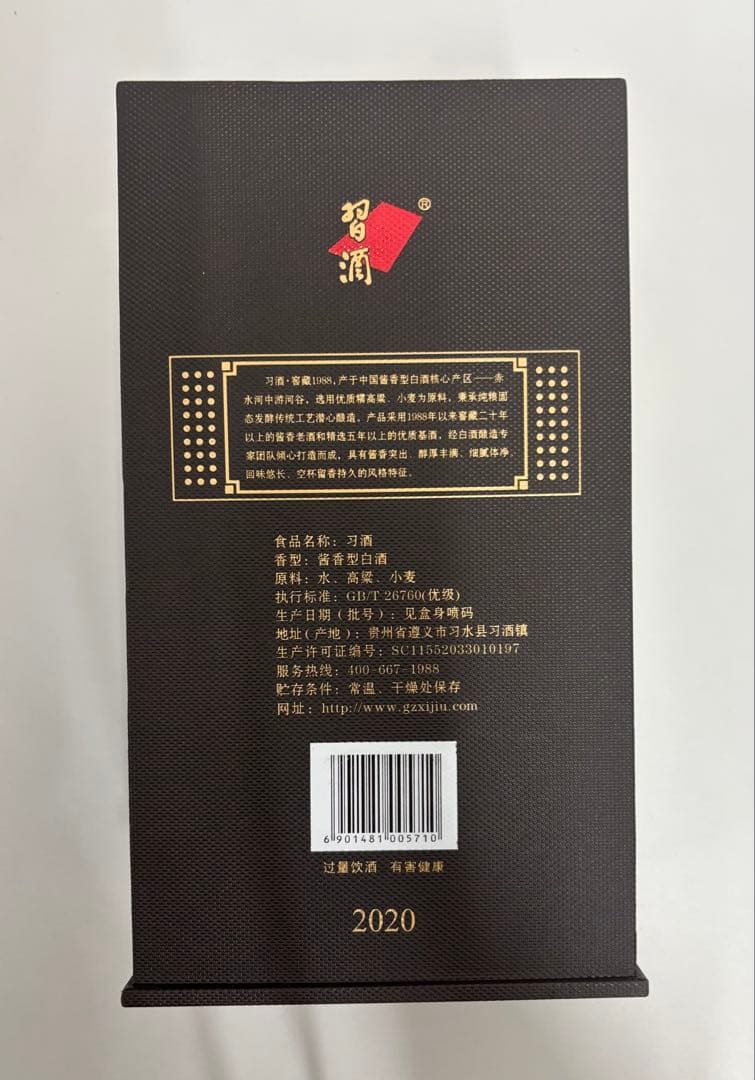 習酒®
习酒·窖藏1988,产于中国酱香型白酒核心产区——赤
水河中游河谷,选用优质糯高粱、小麦为原料,秉承纯粮固
态发酵传统工艺潜心酿造。产品采用1988年以来窖藏二十年
以上的酱香老酒和精选五年以上的优质基酒,经白酒酿造专
家团队倾心打造而成,具有酱香突出、醇厚丰满、细腻体净
回味悠长、空杯留香持久的风格特征。
食品名称:习酒
香型:酱香型白酒
原料:水、高粱、小麦
执行标准:GB/T 26760(优级)
生产日期(批号):见盒身喷码
地址(产地):贵州省遵义市习水县习酒镇
生产许可证编号:SC11552033010197
服务热线:400-667-1988
贮存条件:常温、干燥处保存
网址:http://www.gzxijiu.com
6 901481 005710
过量饮酒 有害健康
2020